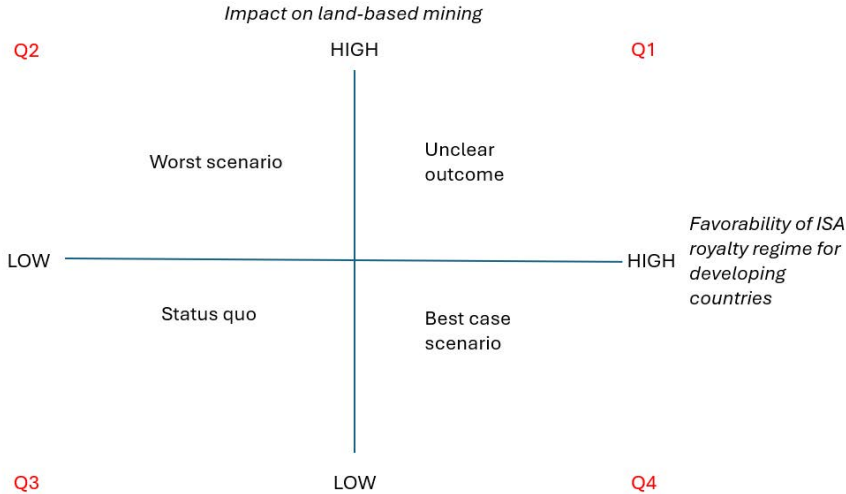 Impact on land-based mining
Q2
HIGH
Q1
Worst scenario
Unclear
outcome
LOW
HIGH
Favorability of ISA
royalty regime for
developing
countries
Status quo
Best case
scenario
Q3
LOW
Q4